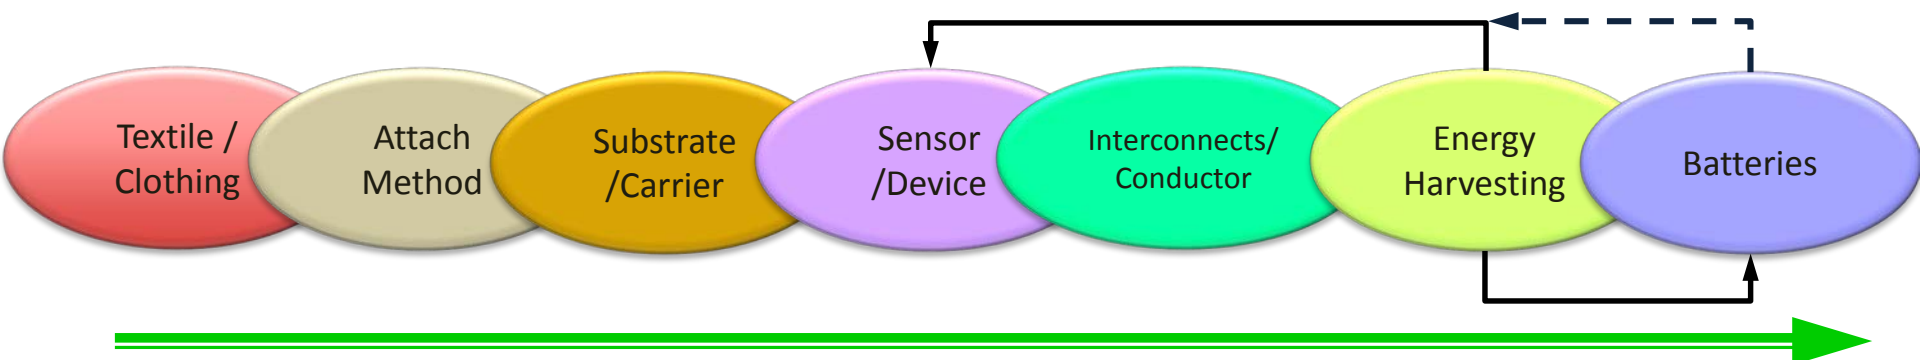 Textile /
Clothing
Attach
Method
Substrate
/Carrier
Sensor
/Device
Interconnects/
Conductor
Energy
Harvesting
Batteries